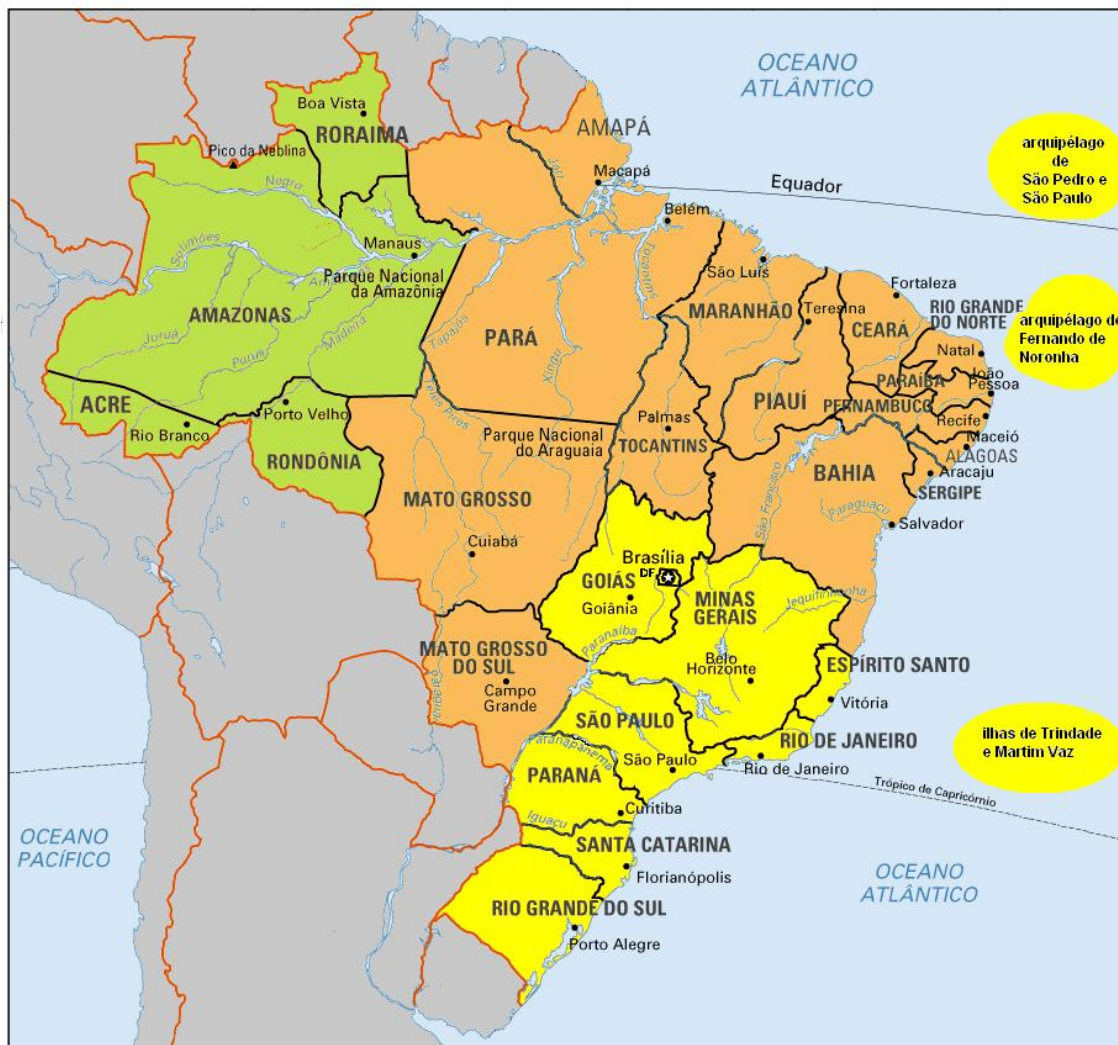 OCEANO
ATLÂNTICO
Boa Vista
RORAIMA
AMAPÁ
Pico da Neblina
Jari
Macapá
Equador
arquipélago
de
São Pedro e
São Paulo
Negro
Belém
Solimões
Manaus
Parque Nacional
da Amazônia
Tocantins
São Luís
MARANHÃO
Teresina
Fortaleza
CEARÁ
RIO GRANDE
DO NORTE
arquipélago de
Fernando de
Noronha
AMAZONAS
Juruá
Purus
Madeira
Tapajós
PARÁ
Xingu
Natal
João
Pessoa
PARAÍBA
PIAUÍ
PERNAMBUCO
Recife
ACRE
Rio Branco
Porto Velho
RONDÔNIA
Teles Pires
Parque Nacional
do Araguaia
Palmas
TOCANTINS
Maceió
ALAGOAS
Aracaju
SERGIPE
BAHIA
São Francisco
Paraguaçu
Salvador
MATO GROSSO
Cuiabá
Brasília
DF
GOIÁS
Goiânia
MINAS
GERAIS
Jequitinhonha
Paranaíba
MATO GROSSO
DO SUL
Campo
Grande
Belo
Horizonte
ESPÍRITO SANTO
Vitória
SÃO PAULO
São Paulo
RIO DE JANEIRO
Rio de Janeiro
ilhas de Trindade
e Martim Vaz
Paranapanema
PARANÁ
Curitiba
Trópico de Capricórnio
Iguaçu
SANTA CATARINA
Florianópolis
OCEANO
PACÍFICO
OCEANO
ATLÂNTICO
RIO GRANDE DO SUL
Porto Alegre